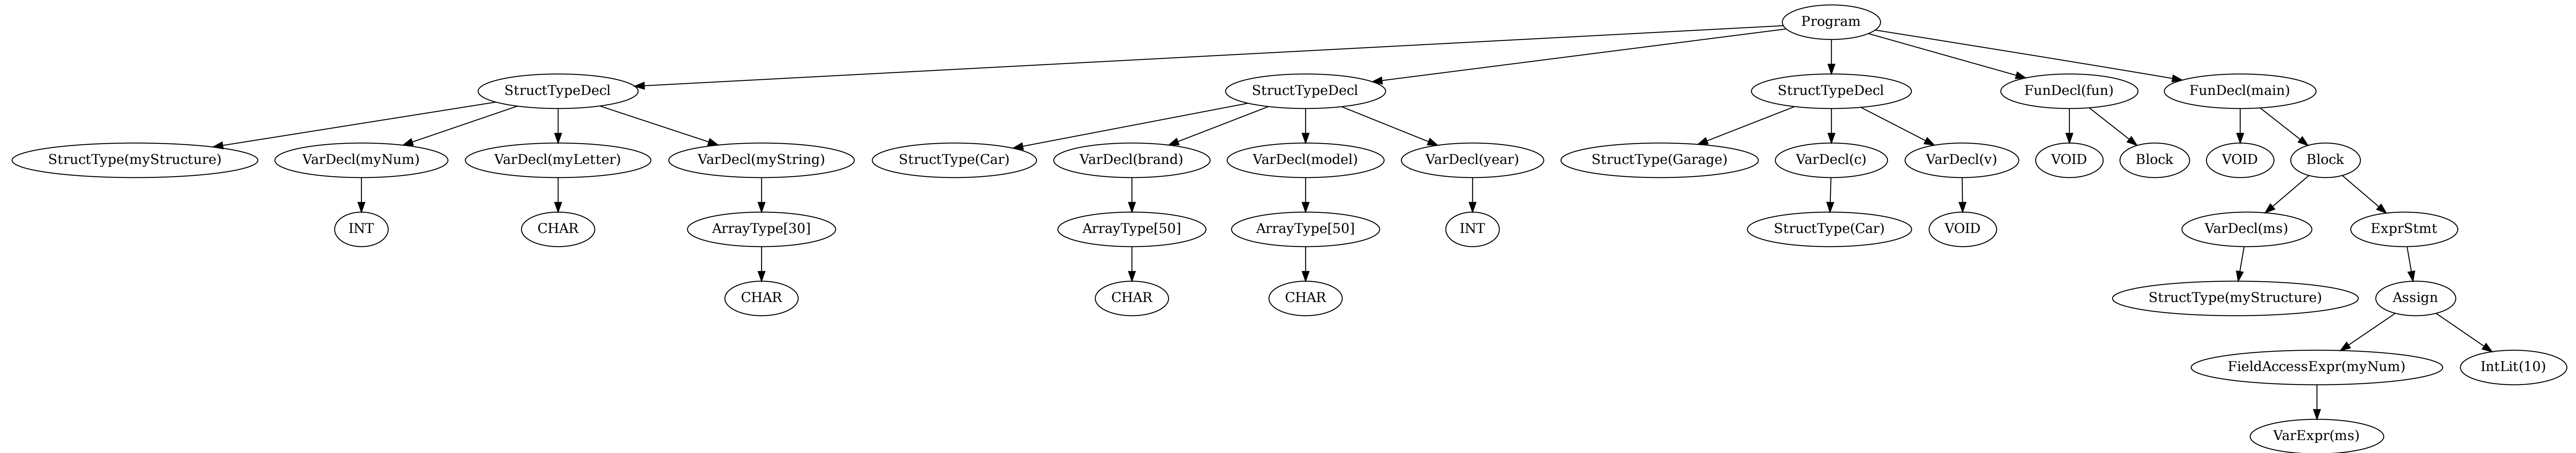 Program
StructTypeDecl StructTypeDecl StructTypeDecl FunDecl(fun) FunDecl(main)
StructType(myStructure) VarDecl(myNum) VarDecl(myLetter) VarDecl(myString) StructType(Car) VarDecl(brand) VarDecl(model) VarDecl(year) StructType(Garage) VarDecl(c) VarDecl(v) VOID Block VOID Block
INT CHAR ArrayType[30] ArrayType[50] ArrayType[50] INT StructType(Car) VOID VarDecl(ms) ExprStmt
CHAR CHAR CHAR StructType(myStructure) Assign
FieldAccessExpr(myNum) IntLit(10)
VarExpr(ms)